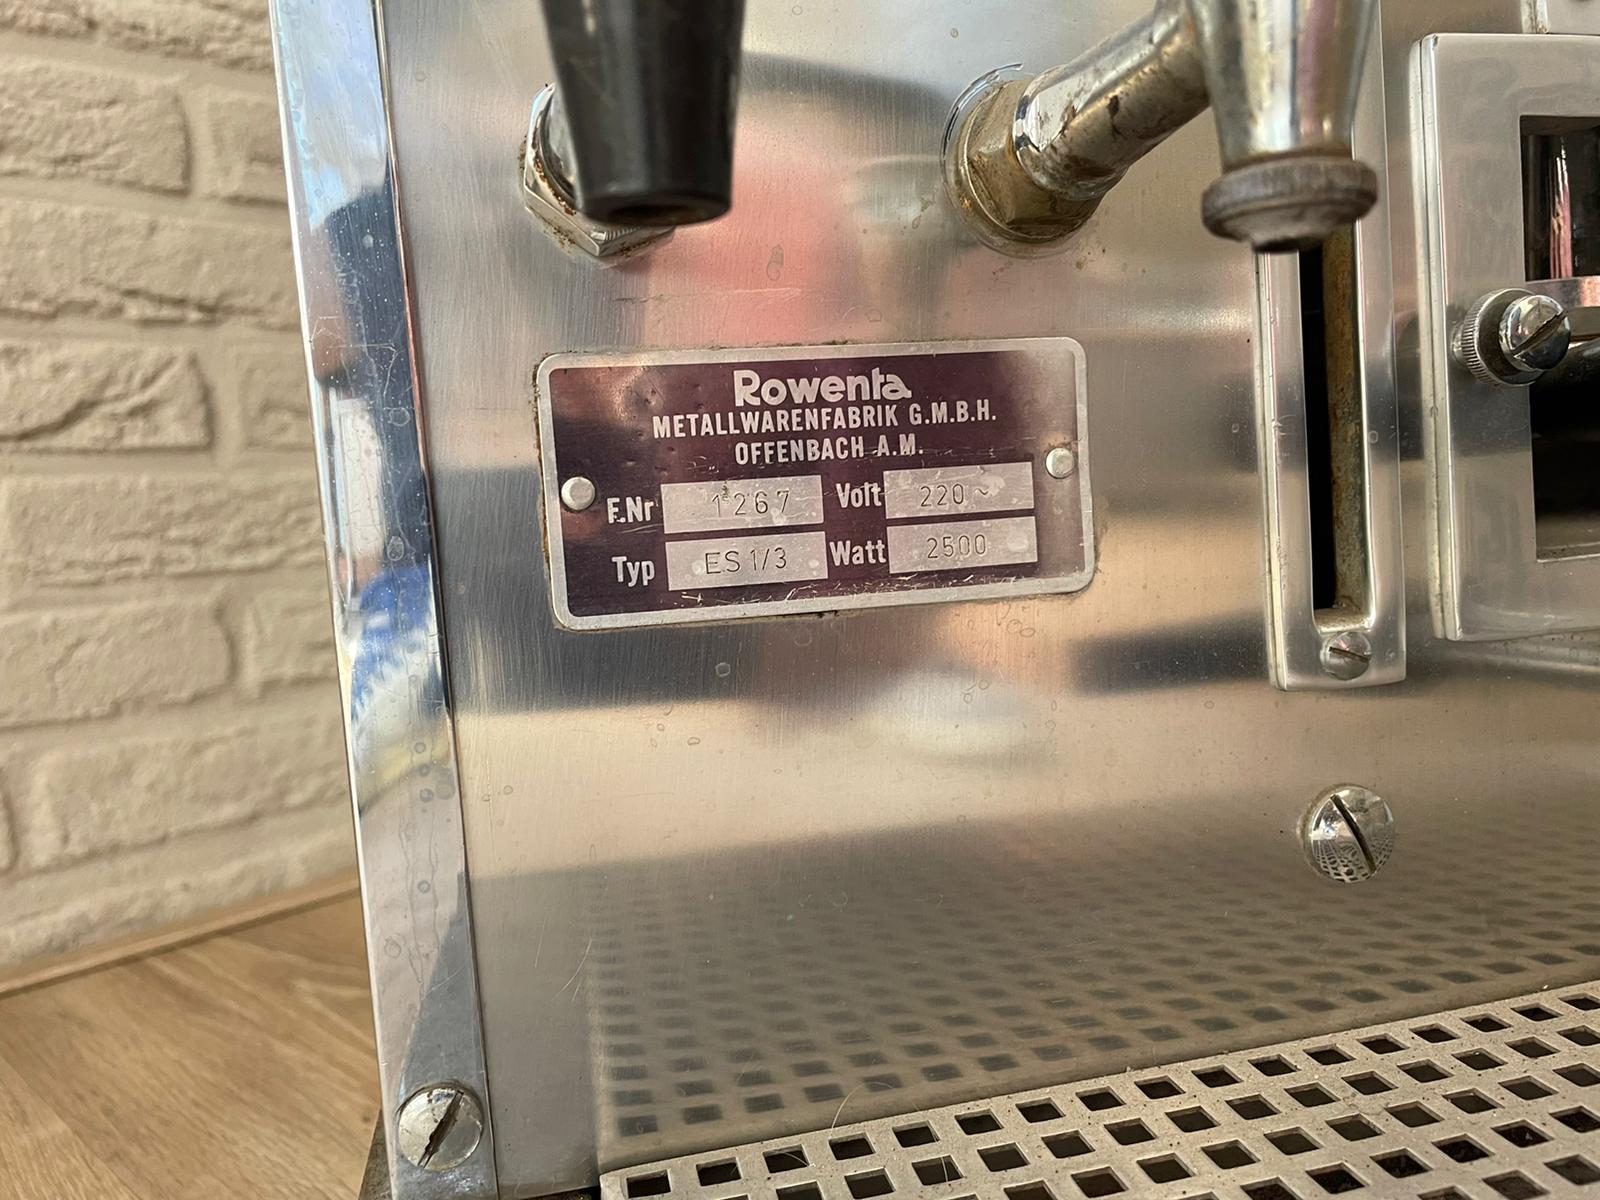 Rowenta
METALLWARENFABRIK G.M.B.H.
OFFENBACH A.M.
F.Nr 1267 Volt 220 ~
Typ ES 1/3 Watt 2500